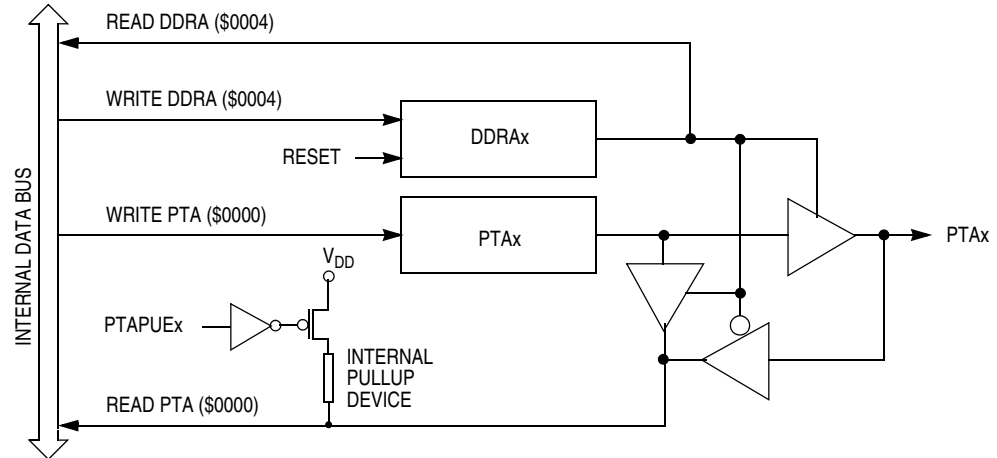 READ DDRA ($0004)
WRITE DDRA ($0004)
DDRAx
RESET
WRITE PTA ($0000)
PTAx
PTAx
VDD
PTAPUEx
INTERNAL
PULLUP
DEVICE
READ PTA ($0000)
INTERNAL DATA BUS